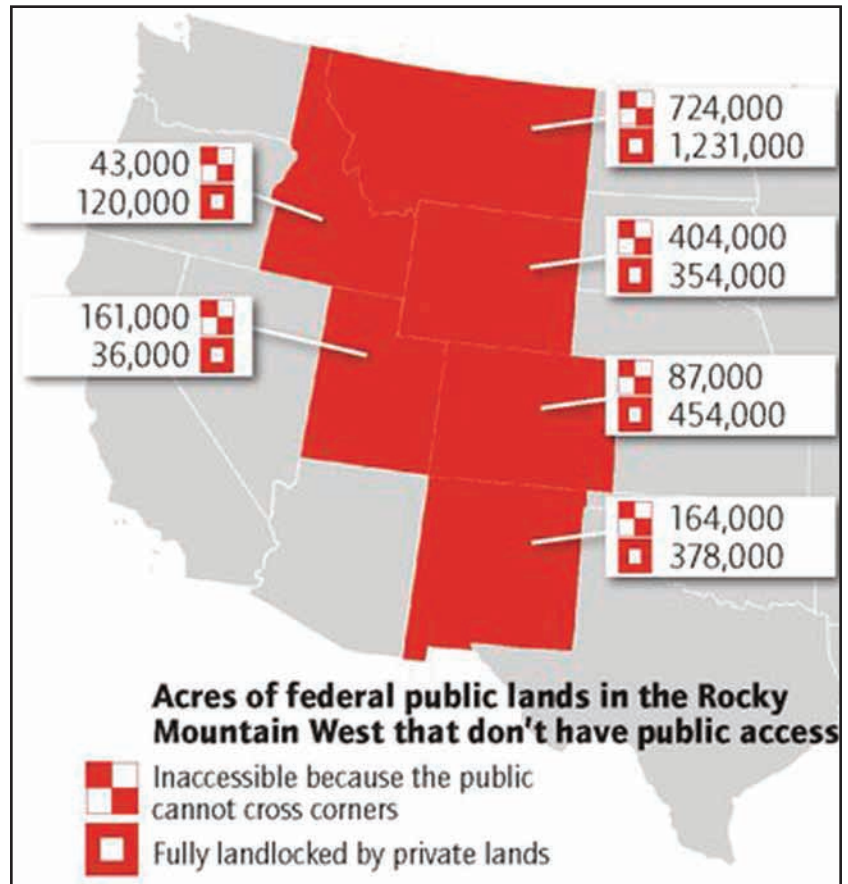 724,000
1,231,000
43,000
120,000
404,000
354,000
161,000
36,000
87,000
454,000
164,000
378,000
Acres of federal public lands in the Rocky
Mountain West that don't have public access
Inaccessible because the public
cannot cross corners
Fully landlocked by private lands